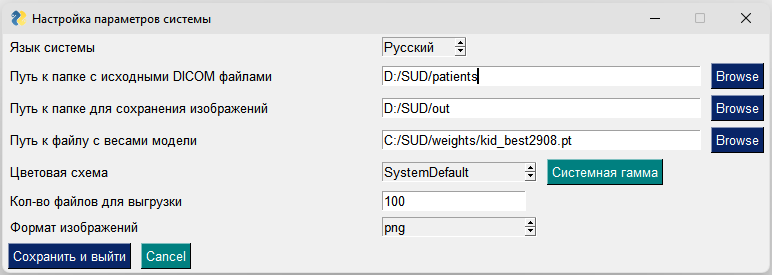 Настройка параметров системы
Язык системы Русский
Путь к папке с исходными DICOM файлами D:/SUD/patients Browse
Путь к папке для сохранения изображений D:/SUD/out Browse
Путь к файлу с весами модели C:/SUD/weights/kid_best2908.pt Browse
Цветовая схема SystemDefault Системная гамма
Кол-во файлов для выгрузки 100
Формат изображений png
Сохранить и выйти Cancel